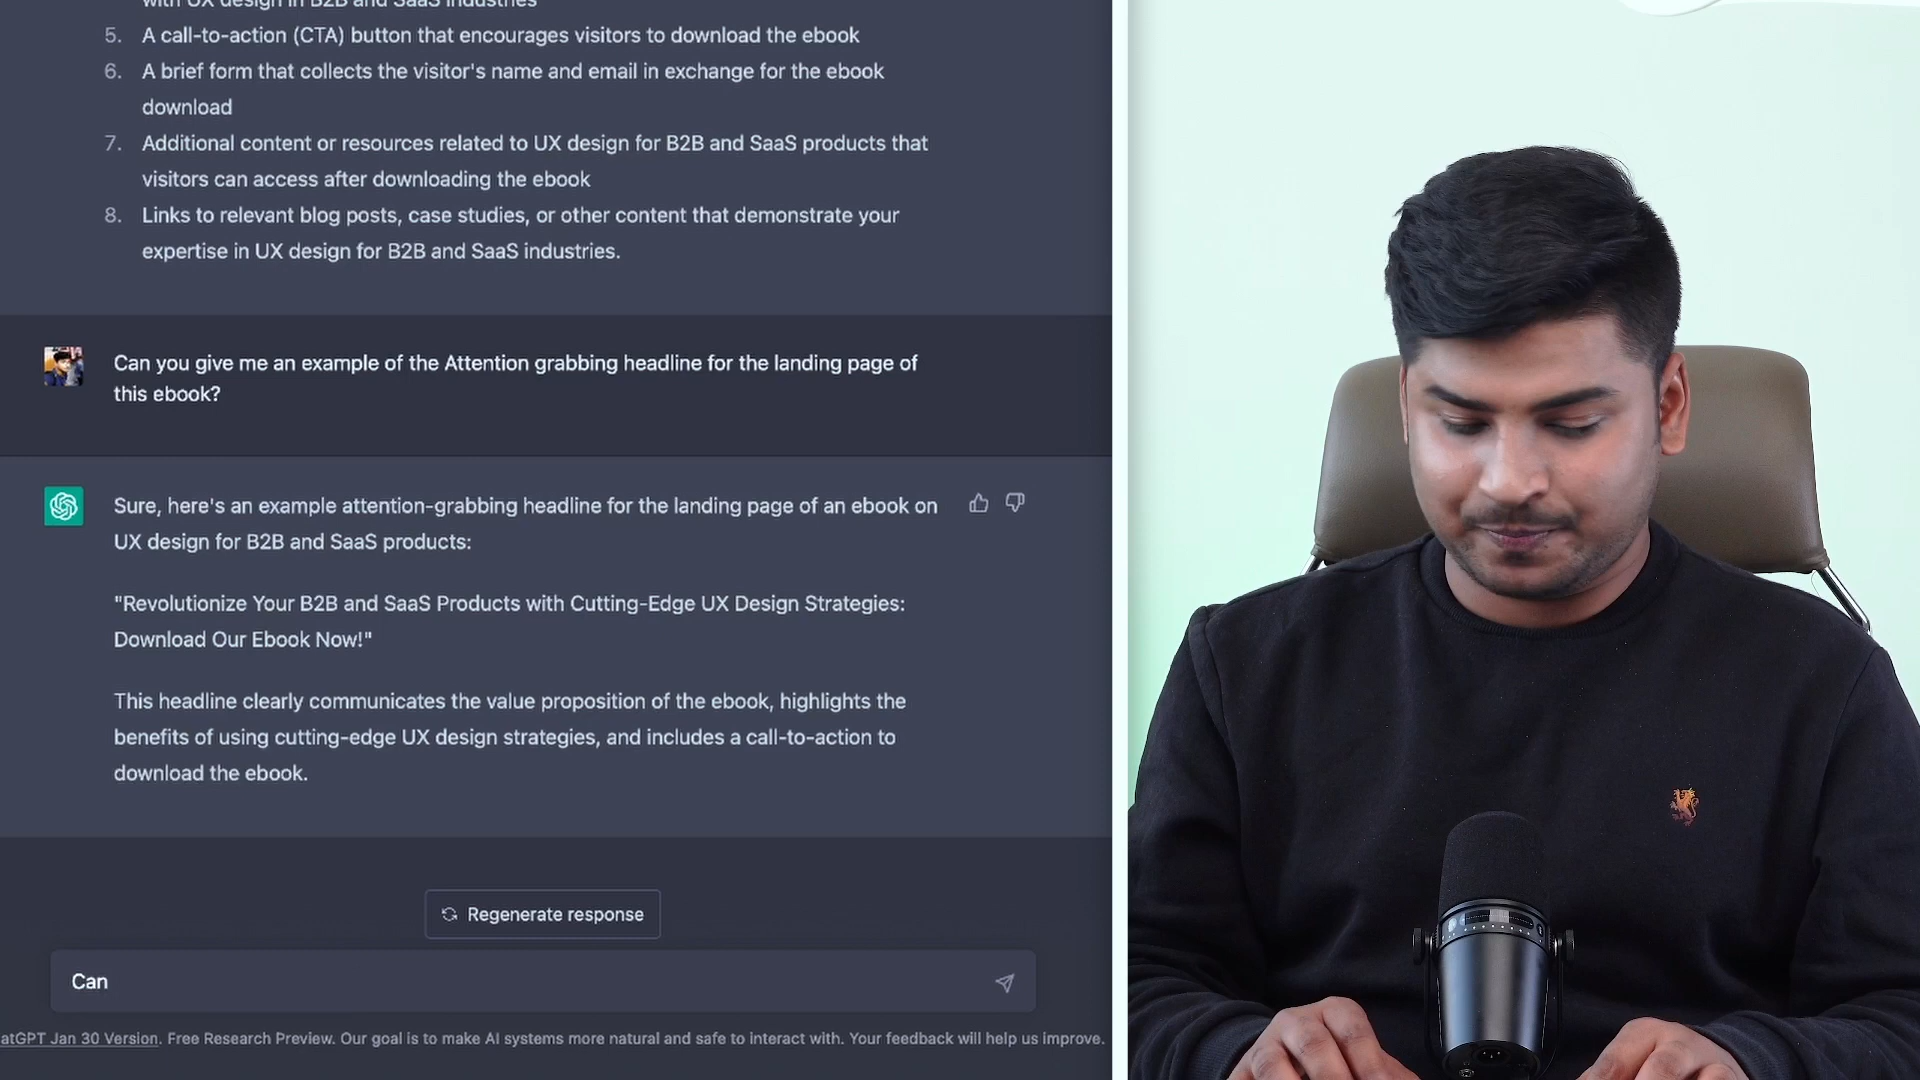 with UX design in B2B and SaaS industries
5. A call-to-action (CTA) button that encourages visitors to download the ebook
6. A brief form that collects the visitor's name and email in exchange for the ebook
download
7. Additional content or resources related to UX design for B2B and SaaS products that
visitors can access after downloading the ebook
8. Links to relevant blog posts, case studies, or other content that demonstrate your
expertise in UX design for B2B and SaaS industries.
Can you give me an example of the Attention grabbing headline for the landing page of
this ebook?
Sure, here's an example attention-grabbing headline for the landing page of an ebook on
UX design for B2B and SaaS products:
"Revolutionize Your B2B and SaaS Products with Cutting-Edge UX Design Strategies:
Download Our Ebook Now!"
This headline clearly communicates the value proposition of the ebook, highlights the
benefits of using cutting-edge UX design strategies, and includes a call-to-action to
download the ebook.
Regenerate response
Can
atGPT Jan 30 Version. Free Research Preview. Our goal is to make AI systems more natural and safe to interact with. Your feedback will help us improve.